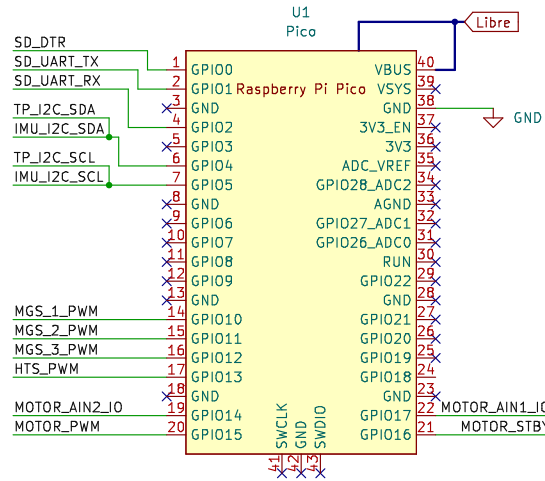 U1
Pico
Libre
SD_DTR
SD_UART_TX
SD_UART_RX
TP_I2C_SDA
IMU_I2C_SDA
TP_I2C_SCL
IMU_I2C_SCL
MGS_1_PWM
MGS_2_PWM
MGS_3_PWM
HTS_PWM
MOTOR_AIN2_IO
MOTOR_PWM
Raspberry Pi Pico
1 GPIO0
2 GPIO1
3 GND
4 GPIO2
5 GPIO3
6 GPIO4
7 GPIO5
8 GND
9 GPIO6
10 GPIO7
11 GPIO8
12 GPIO9
13 GND
14 GPIO10
15 GPIO11
16 GPIO12
17 GPIO13
18 GND
19 GPIO14
20 GPIO15
VBUS 40
VSYS 39
GND 38
3V3_EN 37
3V3 36
ADC_VREF 35
GPIO28_ADC2 34
AGND 33
GPIO27_ADC1 32
GPIO26_ADC0 31
RUN 30
GPIO22 29
GND 28
GPIO21 27
GPIO20 26
GPIO19 25
GPIO18 24
GND 23
GPIO17 22
GPIO16 21
SWCLK 41
GND 42
SWDIO 43
GND
MOTOR_AIN1_IO
MOTOR_STBY